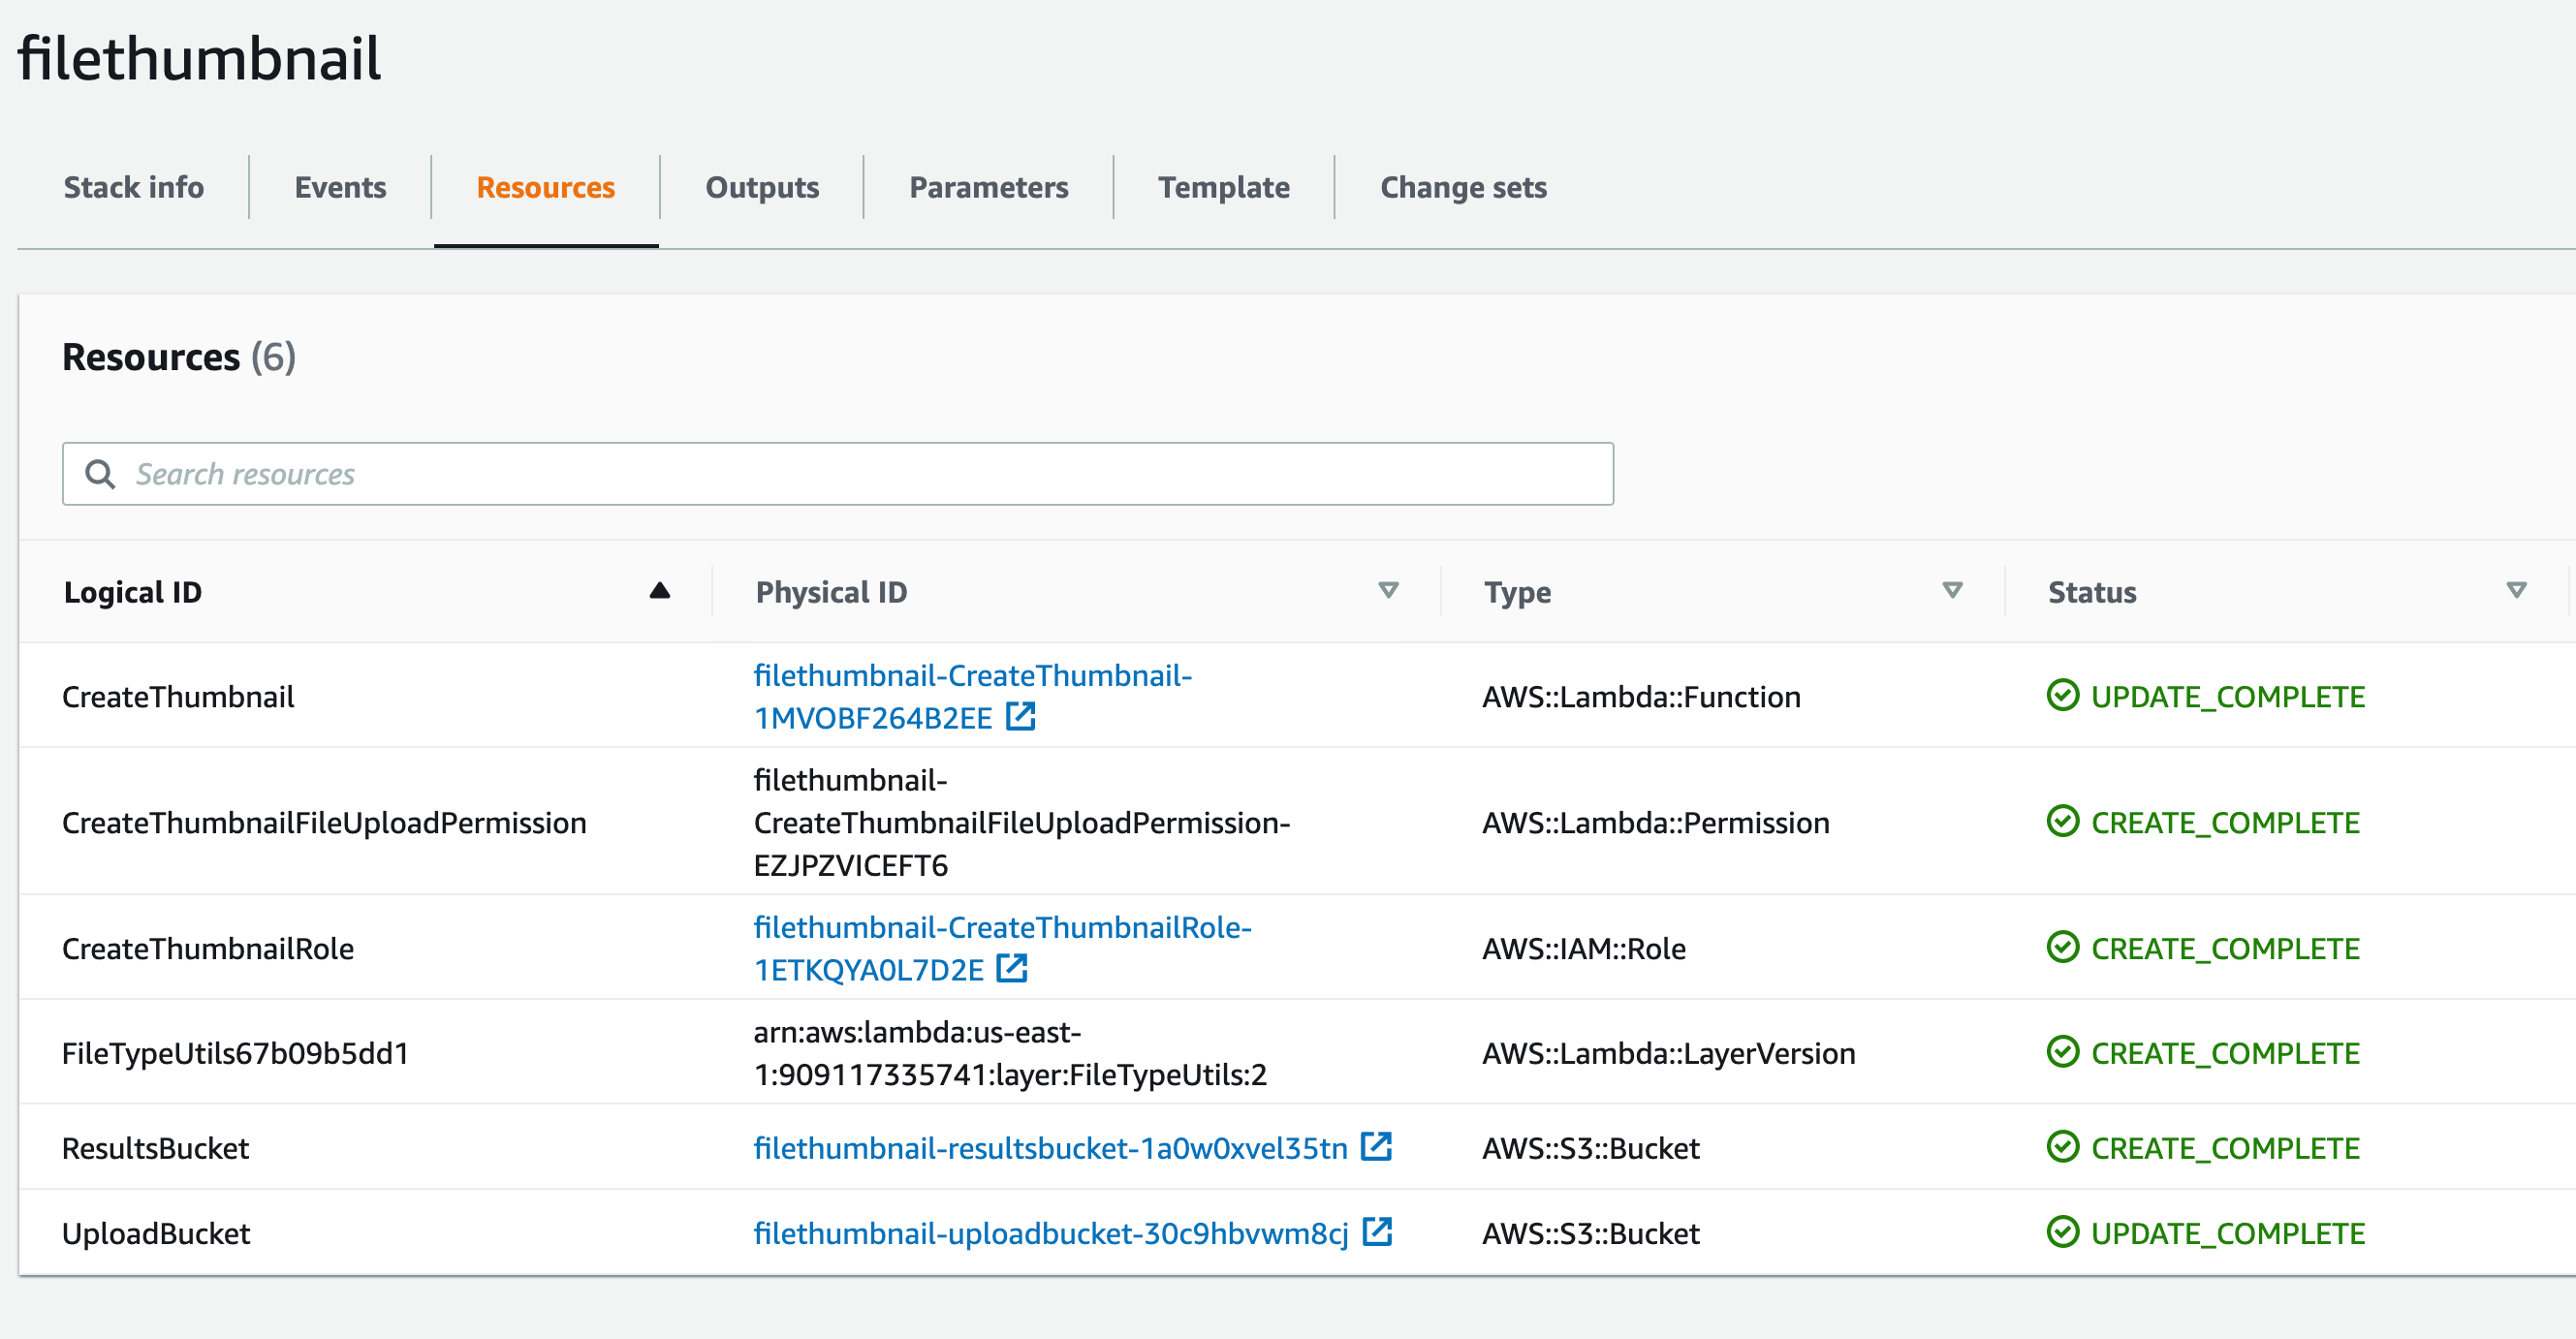 filethumbnail
Stack info Events Resources Outputs Parameters Template Change sets
Resources (6)
Search resources
Logical ID Physical ID Type Status
CreateThumbnail filethumbnail-CreateThumbnail-
1MVOBF264B2EE AWS::Lambda::Function UPDATE_COMPLETE
CreateThumbnailFileUploadPermission filethumbnail-
CreateThumbnailFileUploadPermission-
EZJPZVICEFT6 AWS::Lambda::Permission CREATE_COMPLETE
CreateThumbnailRole filethumbnail-CreateThumbnailRole-
1ETKQYA0L7D2E AWS::IAM::Role CREATE_COMPLETE
FileTypeUtils67b09b5dd1 arn:aws:lambda:us-east-
1:909117335741:layer:FileTypeUtils:2 AWS::Lambda::LayerVersion CREATE_COMPLETE
ResultsBucket filethumbnail-resultsbucket-1a0w0xvel35tn AWS::S3::Bucket CREATE_COMPLETE
UploadBucket filethumbnail-uploadbucket-30c9hbvwm8cj AWS::S3::Bucket UPDATE_COMPLETE